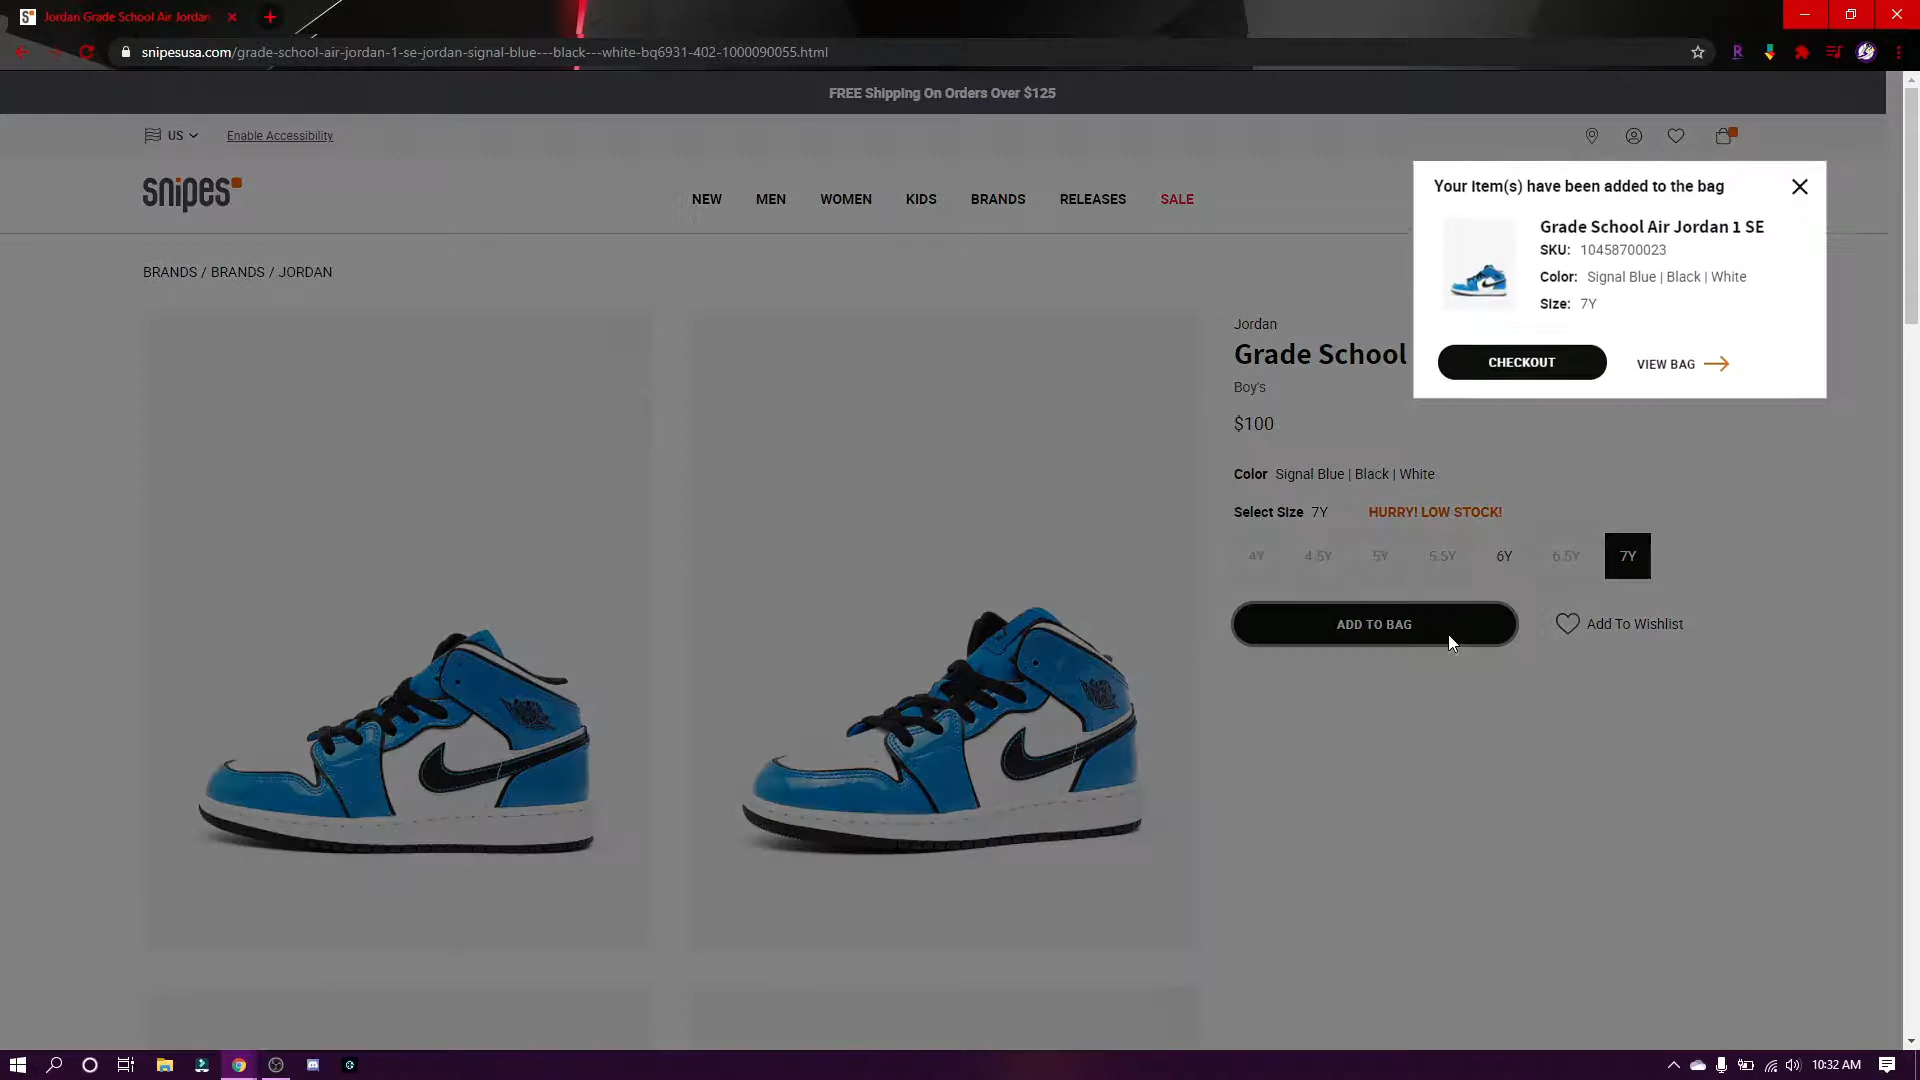 Jordan Grade School Air Jordan
snipesusa.com/grade-school-air-jordan-1-se-jordan-signal-blue---black---white-bq6931-402-1000090055.html
FREE Shipping On Orders Over $125
US Enable Accessibility
snipes
NEW MEN WOMEN KIDS BRANDS RELEASES SALE
Your item(s) have been added to the bag
Grade School Air Jordan 1 SE
SKU: 10458700023
Color: Signal Blue | Black | White
Size: 7Y
CHECKOUT VIEW BAG
BRANDS / BRANDS / JORDAN
Jordan
Grade School
Boy's
$100
Color Signal Blue | Black | White
Select Size 7Y HURRY! LOW STOCK!
4Y 4.5Y 5Y 5.5Y 6Y 6.5Y 7Y
ADD TO BAG Add To Wishlist
10:32 AM